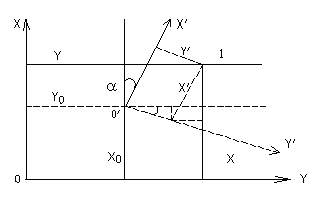 X
X′
Y
Y′
1
α
X′
Y₀
0′
Y′
X₀
X
0
Y